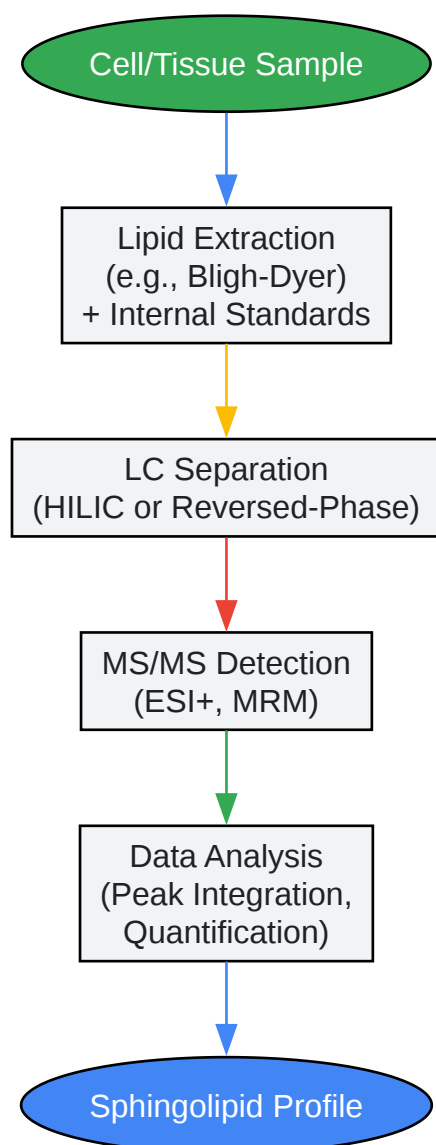 Cell/Tissue Sample
Lipid Extraction
(e.g., Bligh-Dyer)
+ Internal Standards
LC Separation
(HILIC or Reversed-Phase)
MS/MS Detection
(ESI+, MRM)
Data Analysis
(Peak Integration,
Quantification)
Sphingolipid Profile